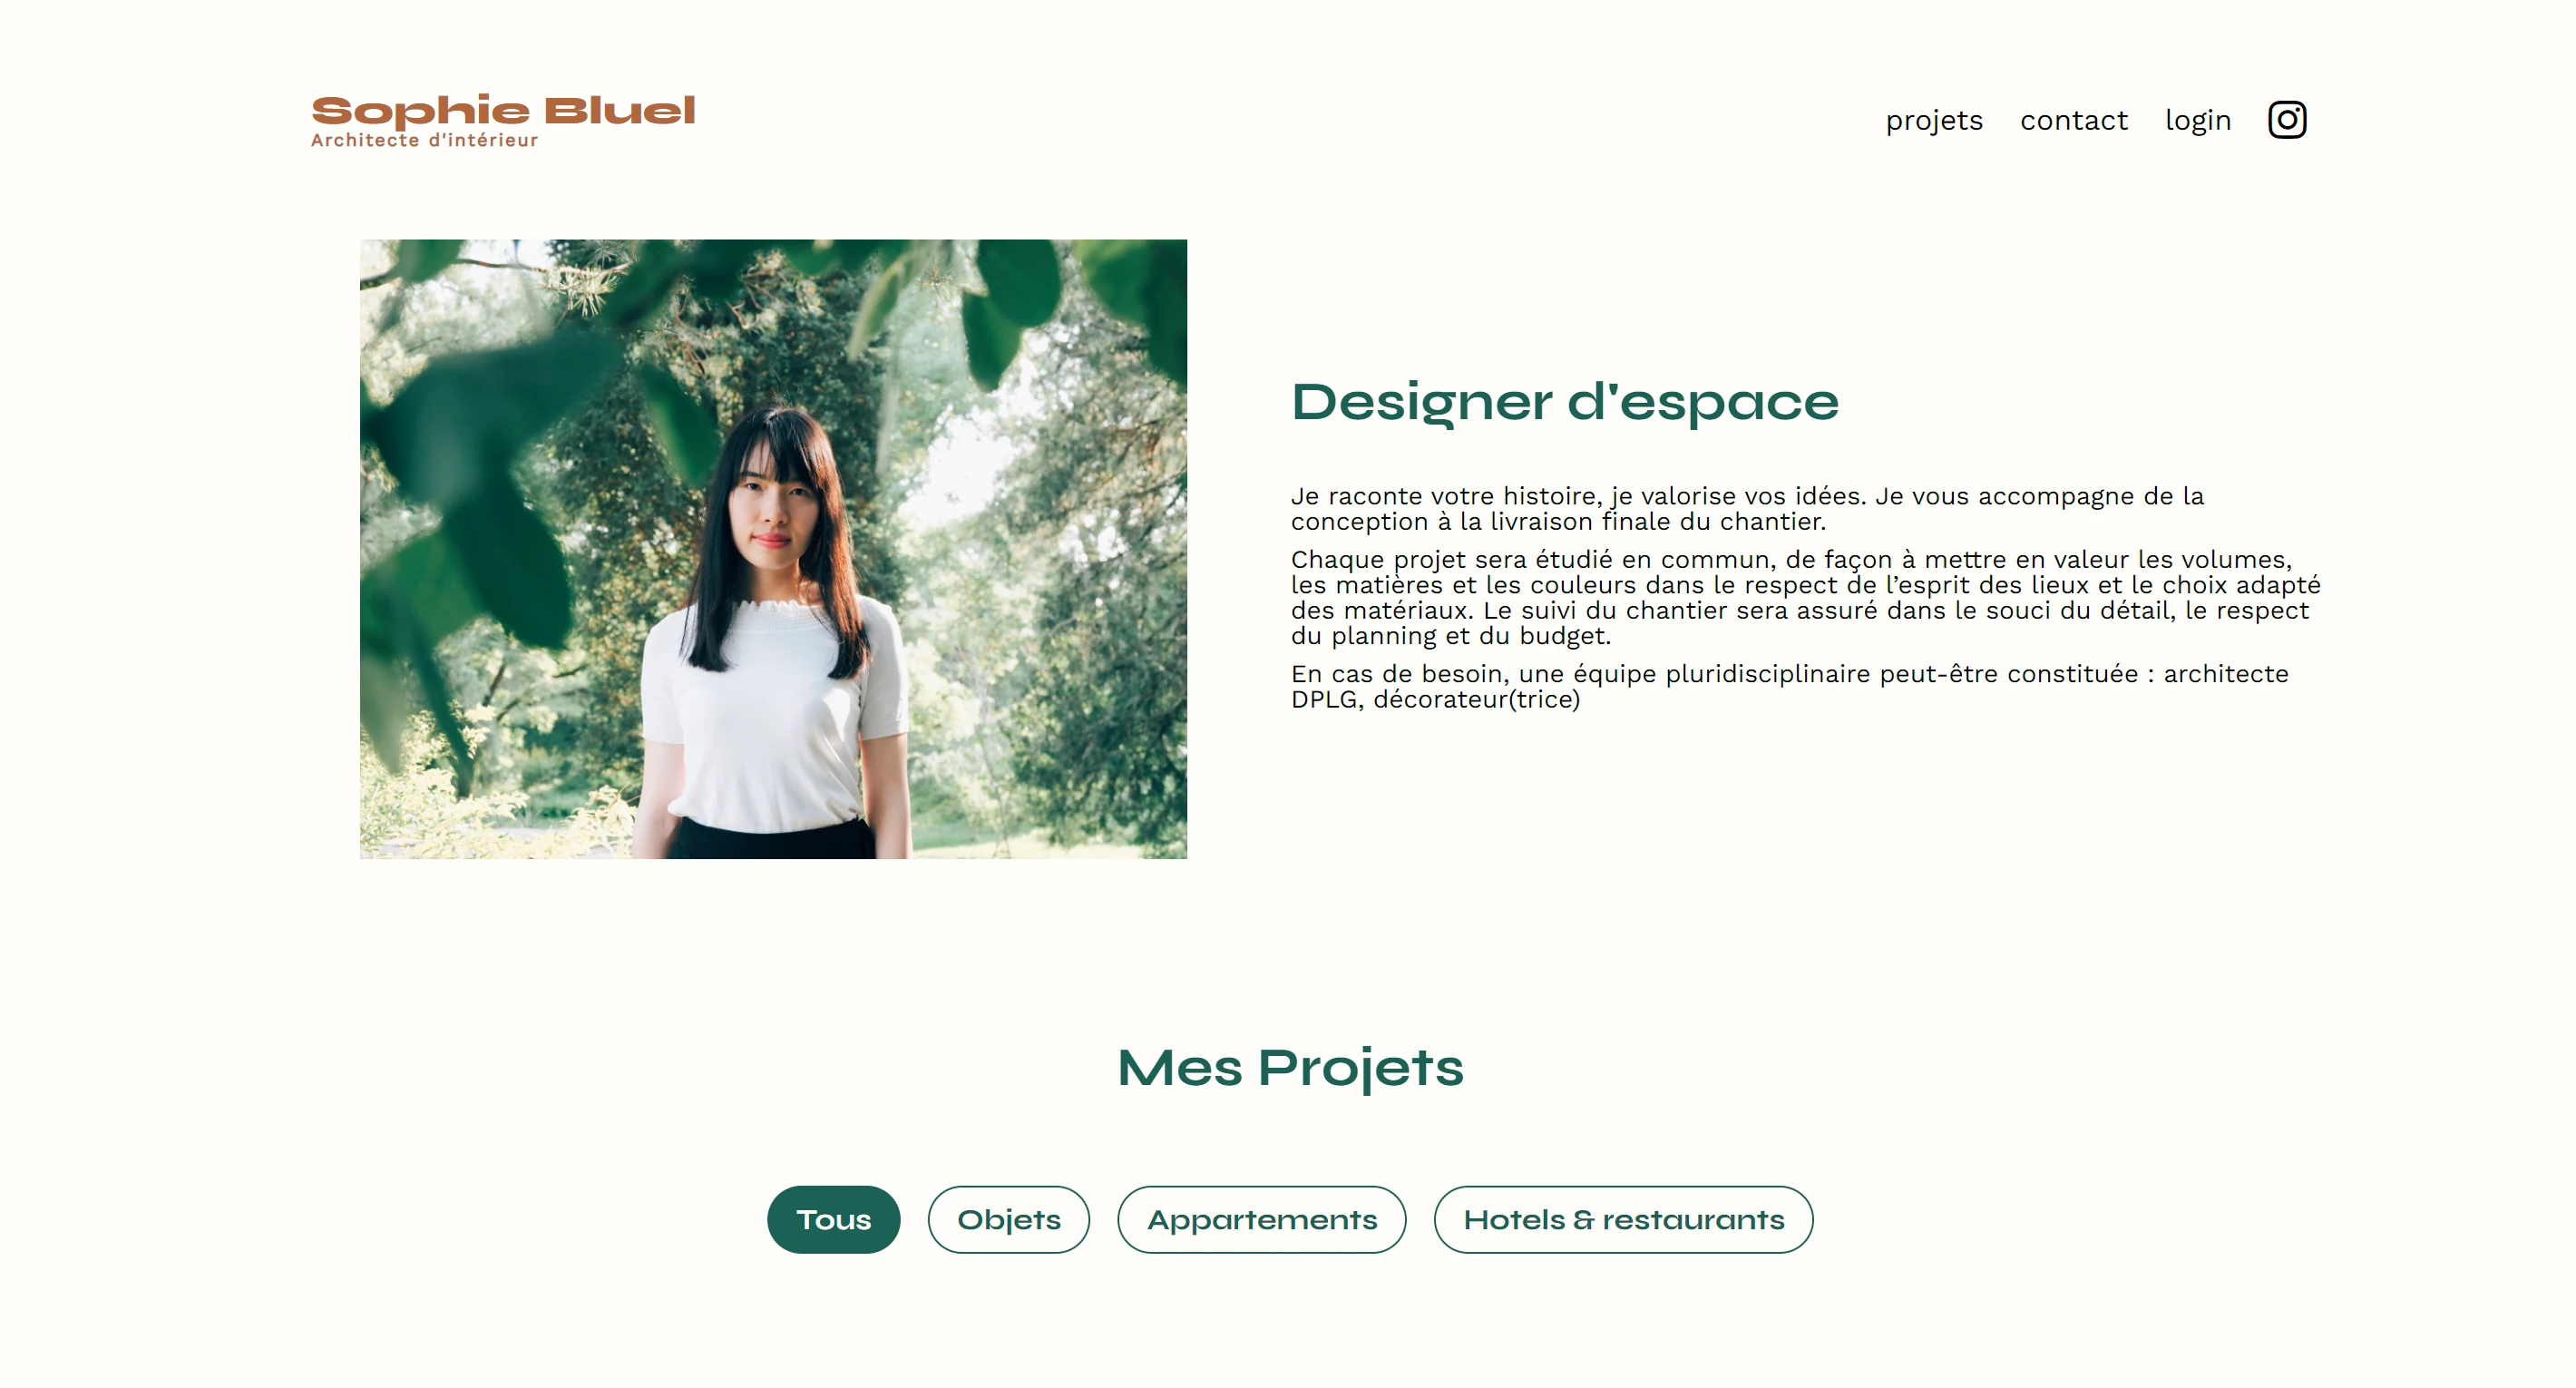 Sophie Bluel
Architecte d'intérieur
projets contact login
Designer d'espace
Je raconte votre histoire, je valorise vos idées. Je vous accompagne de la
conception à la livraison finale du chantier.
Chaque projet sera étudié en commun, de façon à mettre en valeur les volumes,
les matières et les couleurs dans le respect de l’esprit des lieux et le choix adapté
des matériaux. Le suivi du chantier sera assuré dans le souci du détail, le respect
du planning et du budget.
En cas de besoin, une équipe pluridisciplinaire peut-être constituée : architecte
DPLG, décorateur(trice)
Mes Projets
Tous Objets Appartements Hotels & restaurants